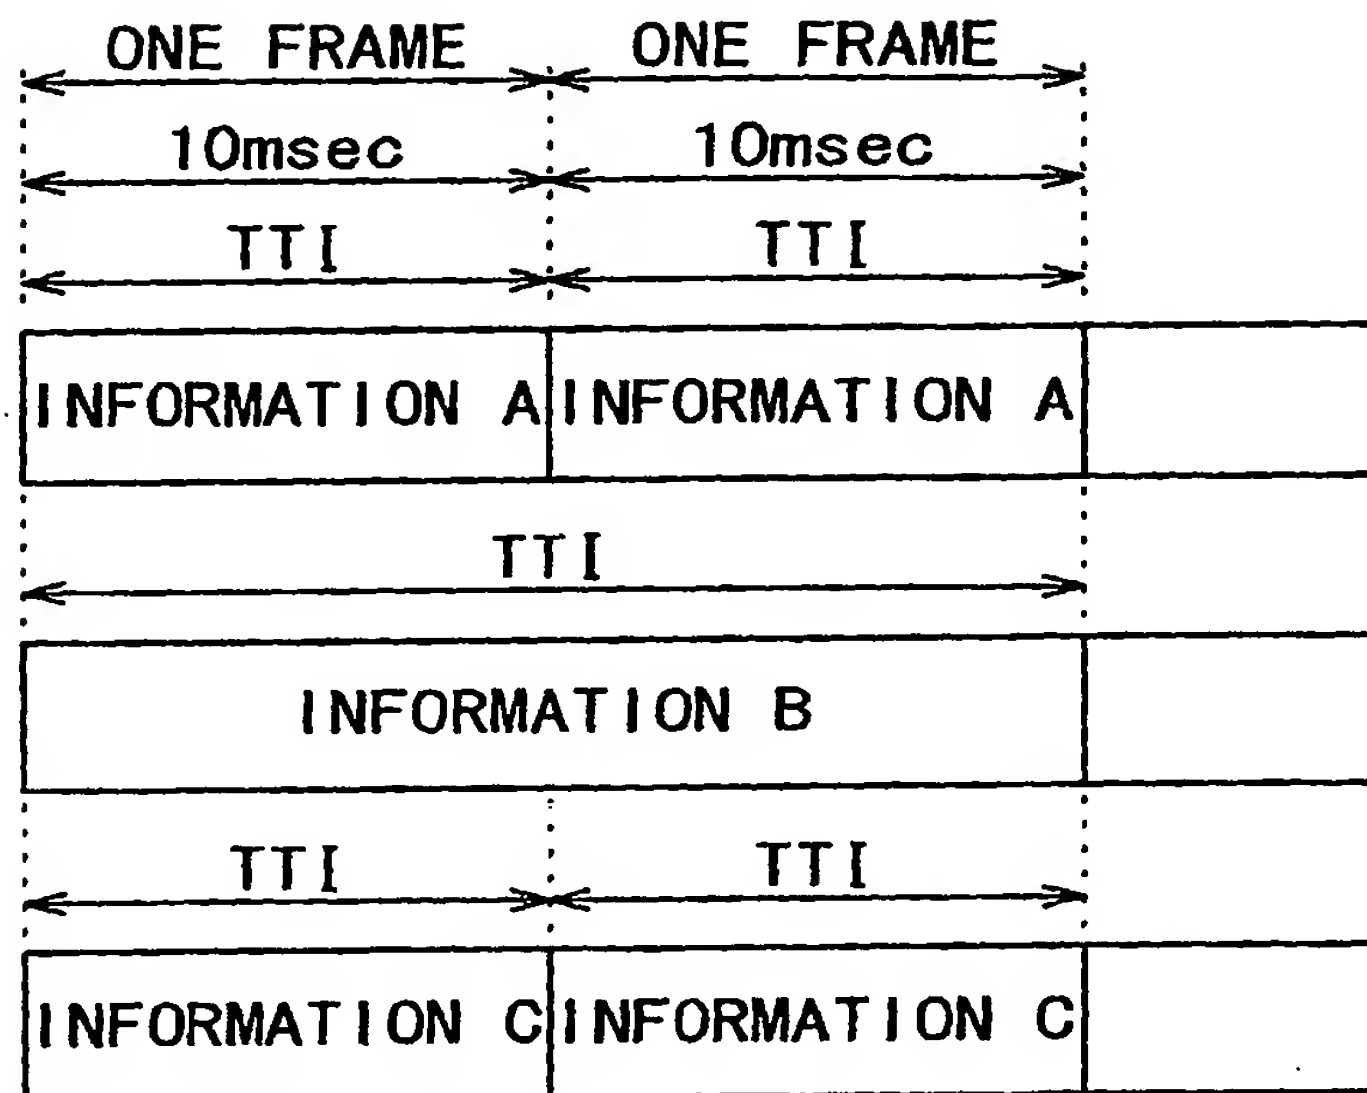 ONE FRAME ONE FRAME
10msec 10msec
TTI TTI
INFORMATION A INFORMATION A
TTI
INFORMATION B
TTI TTI
INFORMATION C INFORMATION C